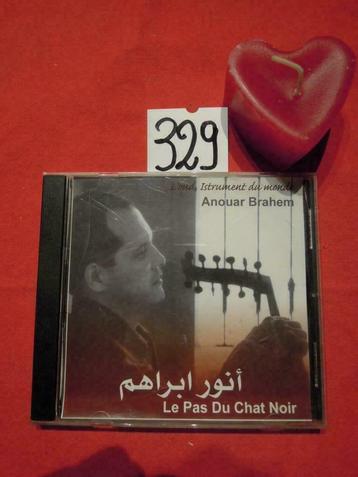 329
L'oud, Istrument du monde
Anouar Brahem
أنور ابراهم
Le Pas Du Chat Noir